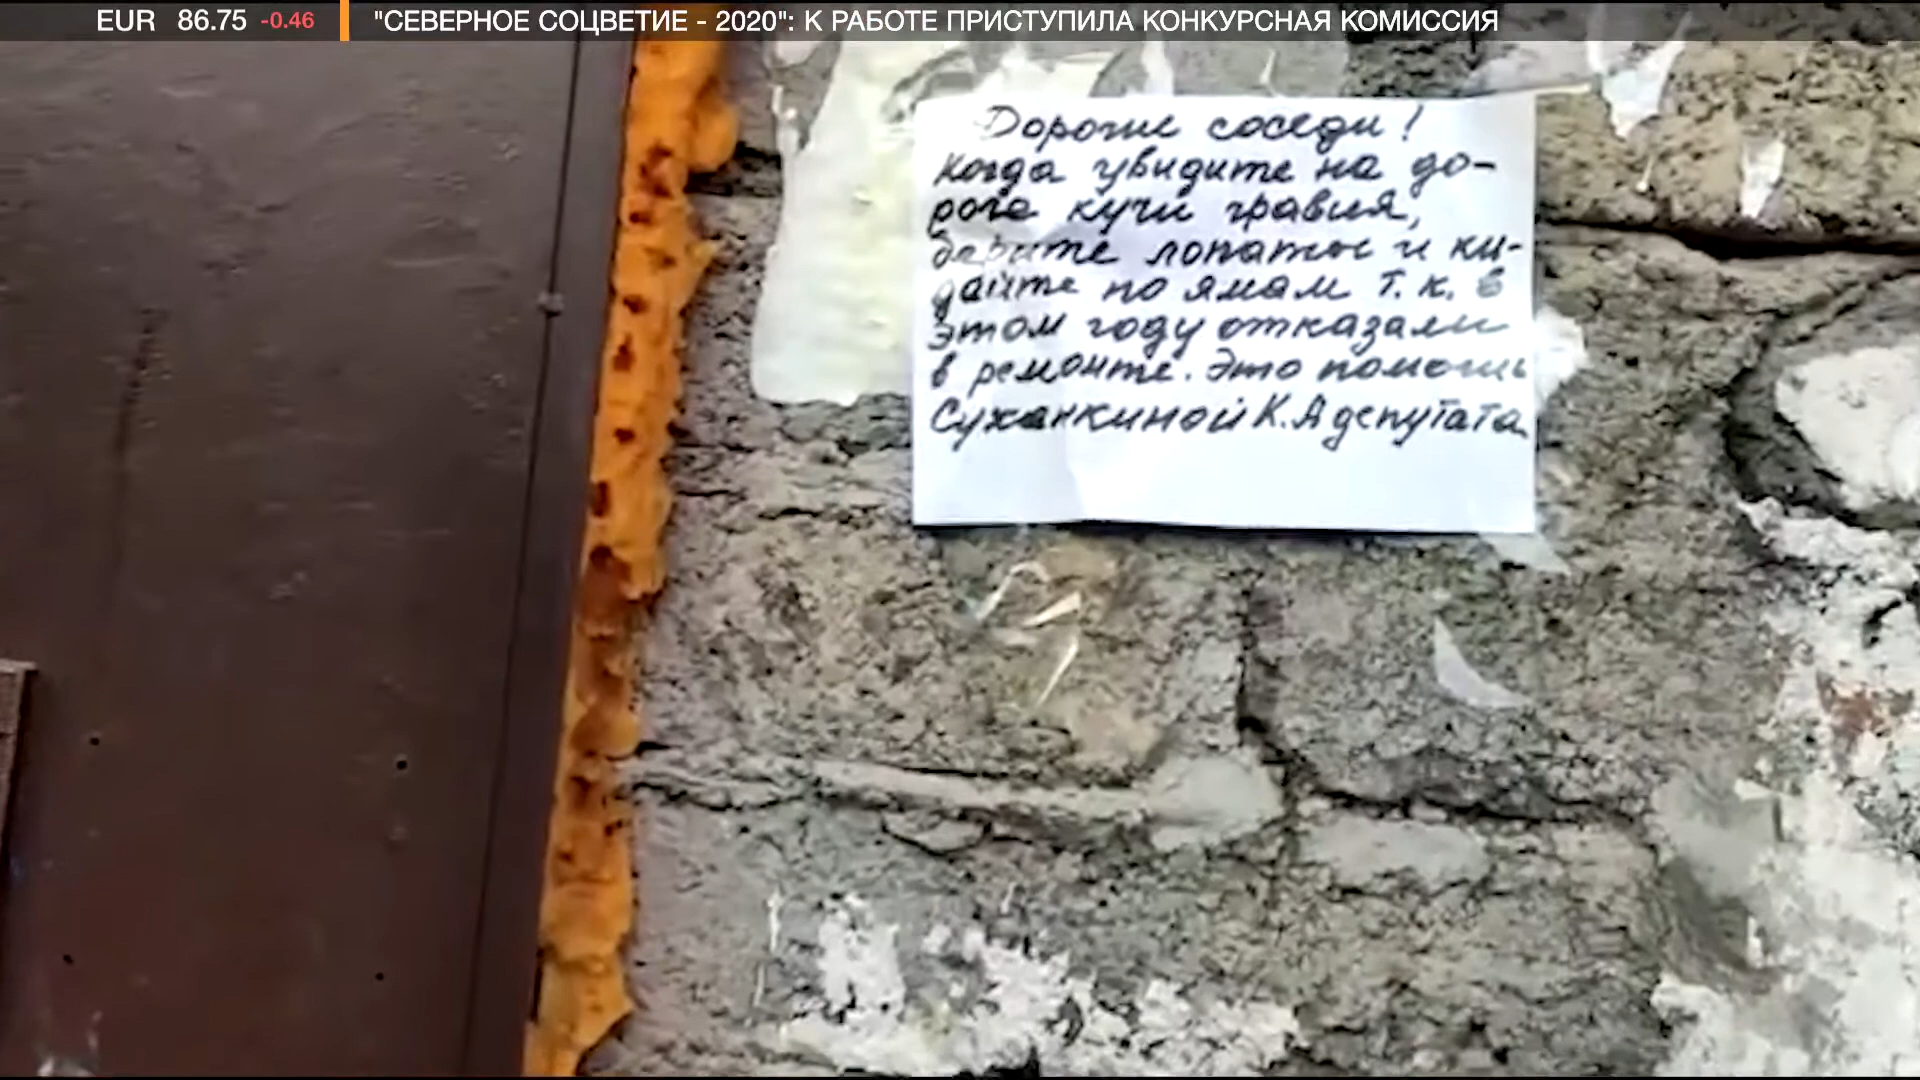 EUR 86.75 -0.46 "СЕВЕРНОЕ СОЦВЕТИЕ - 2020": К РАБОТЕ ПРИСТУПИЛА КОНКУРСНАЯ КОМИССИЯ
Дорогие соседи!
Когда увидите на до-
роге кучи гравия,
берите лопаты и ки-
дайте по ямам т. к. в
этом году отказали
в ремонте. Это помощь
Суханкиной К. А депутата